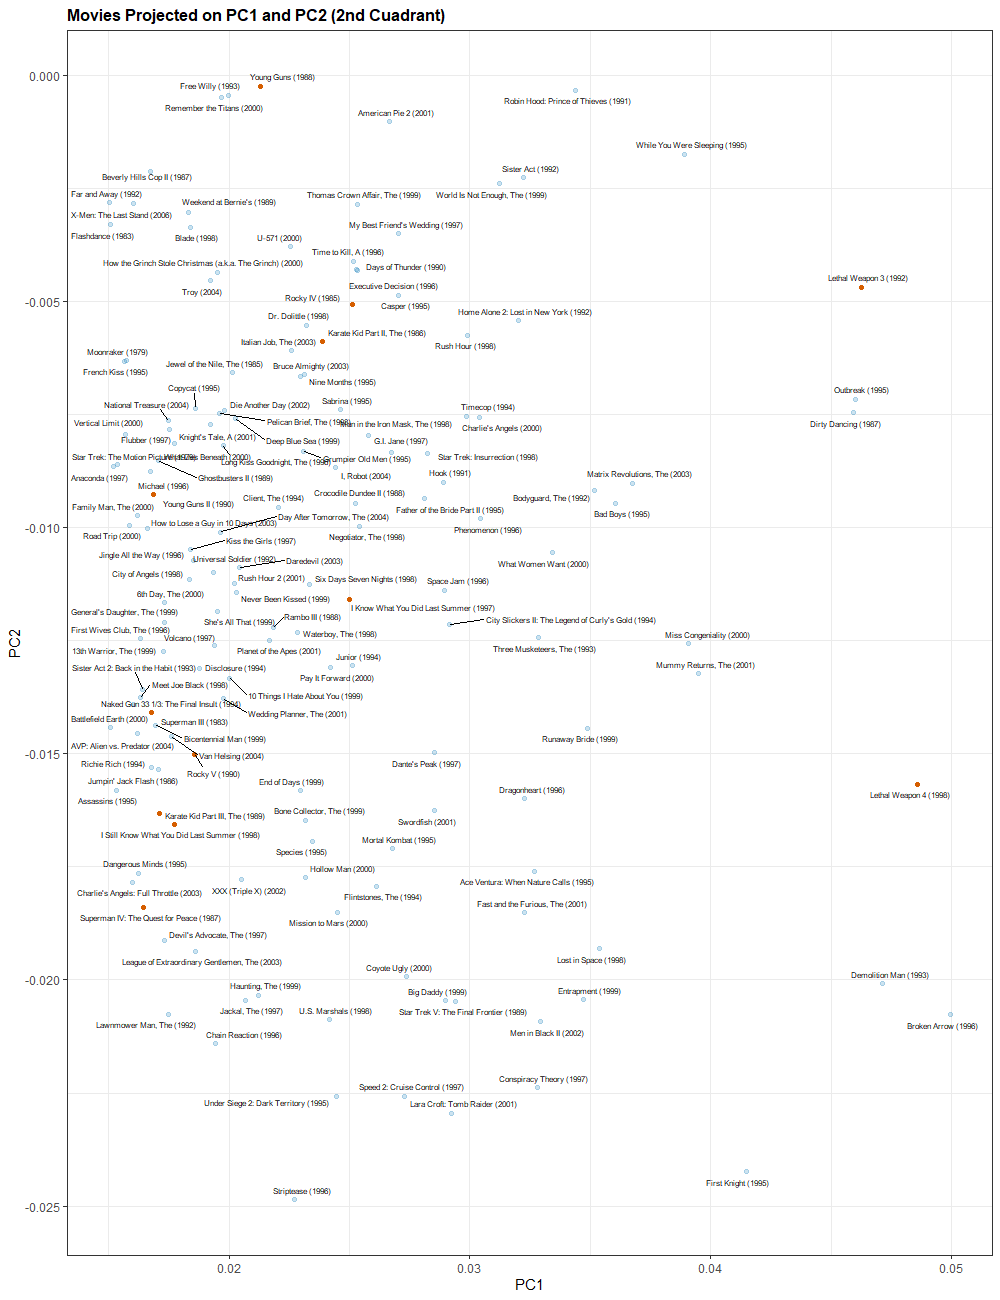 Movies Projected on PC1 and PC2 (2nd Cuadrant)
0.000
Young Guns (1988)
Free Willy (1993)
Robin Hood: Prince of Thieves (1991)
Remember the Titans (2000)
American Pie 2 (2001)
While You Were Sleeping (1995)
Sister Act (1992)
Beverly Hills Cop II (1987)
Far and Away (1992)
Thomas Crown Affair, The (1999)
World Is Not Enough, The (1999)
Weekend at Bernie's (1989)
X-Men: The Last Stand (2006)
My Best Friend's Wedding (1997)
Flashdance (1983)
Blade (1998)
U-571 (2000)
Time to Kill, A (1996)
How the Grinch Stole Christmas (a.k.a. The Grinch) (2000)
Days of Thunder (1990)
Lethal Weapon 3 (1992)
Executive Decision (1996)
Troy (2004)
Rocky IV (1985)
-0.005
Casper (1995)
Home Alone 2: Lost in New York (1992)
Dr. Dolittle (1998)
Karate Kid Part II, The (1986)
Italian Job, The (2003)
Rush Hour (1998)
Moonraker (1979)
Jewel of the Nile, The (1985)
Bruce Almighty (2003)
French Kiss (1995)
Nine Months (1995)
Copycat (1995)
Outbreak (1995)
Sabrina (1995)
National Treasure (2004)
Die Another Day (2002)
Timecop (1994)
Vertical Limit (2000)
Pelican Brief, The (1993)
Man in the Iron Mask, The (1998)
Dirty Dancing (1987)
Charlie's Angels (2000)
Flubber (1997)
Knight's Tale, A (2001)
Deep Blue Sea (1999)
G.I. Jane (1997)
Star Trek: The Motion Picture (1979)
What Lies Beneath (2000)
Long Kiss Goodnight, The (1996)
Grumpier Old Men (1995)
Star Trek: Insurrection (1998)
Anaconda (1997)
Ghostbusters II (1989)
I, Robot (2004)
Hook (1991)
Matrix Revolutions, The (2003)
Michael (1996)
Crocodile Dundee II (1988)
Client, The (1994)
Bodyguard, The (1992)
Family Man, The (2000)
Young Guns II (1990)
Father of the Bride Part II (1995)
Bad Boys (1995)
Day After Tomorrow, The (2004)
-0.010
How to Lose a Guy in 10 Days (2003)
Phenomenon (1996)
Road Trip (2000)
Negotiator, The (1998)
Kiss the Girls (1997)
Jingle All the Way (1996)
Universal Soldier (1992)
Daredevil (2003)
What Women Want (2000)
City of Angels (1998)
Rush Hour 2 (2001)
Six Days Seven Nights (1998)
Space Jam (1996)
6th Day, The (2000)
Never Been Kissed (1999)
I Know What You Did Last Summer (1997)
General's Daughter, The (1999)
Rambo III (1988)
She's All That (1999)
City Slickers II: The Legend of Curly's Gold (1994)
First Wives Club, The (1996)
Waterboy, The (1998)
Miss Congeniality (2000)
Volcano (1997)
13th Warrior, The (1999)
Planet of the Apes (2001)
Three Musketeers, The (1993)
Junior (1994)
Sister Act 2: Back in the Habit (1993)
Disclosure (1994)
Mummy Returns, The (2001)
Pay It Forward (2000)
Meet Joe Black (1998)
10 Things I Hate About You (1999)
Naked Gun 33 1/3: The Final Insult (1994)
Wedding Planner, The (2001)
Battlefield Earth (2000)
Superman III (1983)
Bicentennial Man (1999)
Runaway Bride (1999)
AVP: Alien vs. Predator (2004)
-0.015
Van Helsing (2004)
Richie Rich (1994)
Dante's Peak (1997)
Rocky V (1990)
Jumpin' Jack Flash (1986)
End of Days (1999)
Dragonheart (1996)
Lethal Weapon 4 (1998)
Assassins (1995)
Karate Kid Part III, The (1989)
Bone Collector, The (1999)
Swordfish (2001)
I Still Know What You Did Last Summer (1998)
Mortal Kombat (1995)
Species (1995)
Dangerous Minds (1995)
Hollow Man (2000)
Ace Ventura: When Nature Calls (1995)
Charlie's Angels: Full Throttle (2003)
XXX (Triple X) (2002)
Flintstones, The (1994)
Fast and the Furious, The (2001)
Superman IV: The Quest for Peace (1987)
Mission to Mars (2000)
Devil's Advocate, The (1997)
League of Extraordinary Gentlemen, The (2003)
Lost in Space (1998)
Coyote Ugly (2000)
-0.020
Demolition Man (1993)
Haunting, The (1999)
Big Daddy (1999)
Entrapment (1999)
Jackal, The (1997)
U.S. Marshals (1998)
Star Trek V: The Final Frontier (1989)
Lawnmower Man, The (1992)
Broken Arrow (1996)
Chain Reaction (1996)
Men in Black II (2002)
Conspiracy Theory (1997)
Speed 2: Cruise Control (1997)
Under Siege 2: Dark Territory (1995)
Lara Croft: Tomb Raider (2001)
First Knight (1995)
Striptease (1996)
-0.025
0.02
0.03
0.04
0.05
PC1
PC2